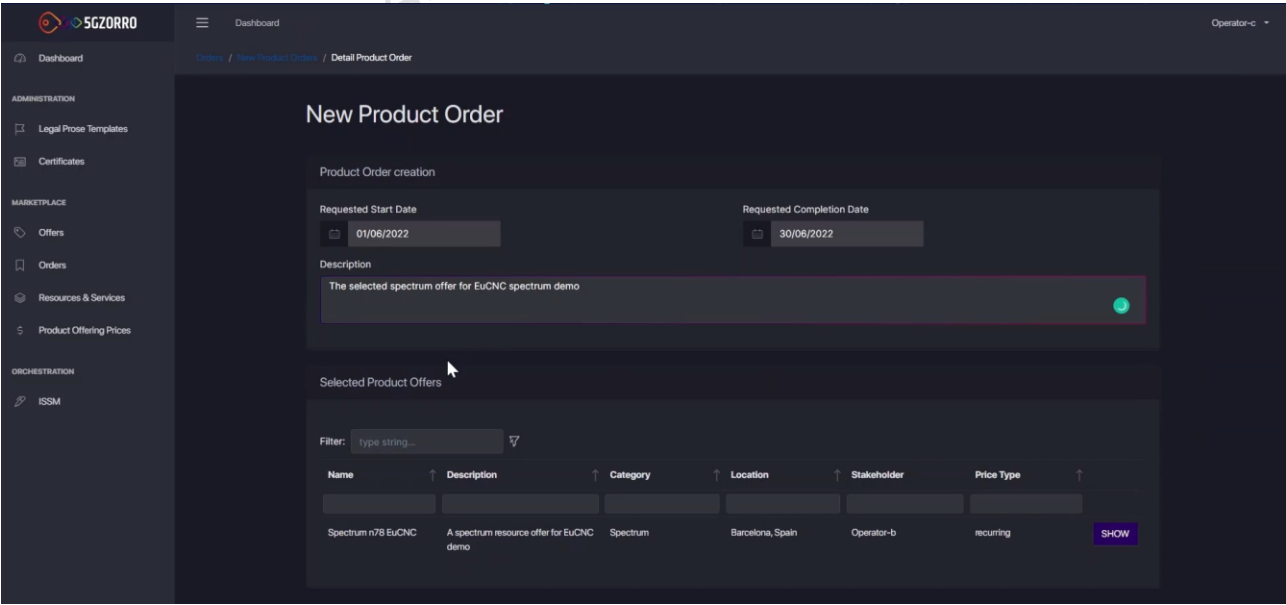 5GZORRO
Dashboard
Operator-c
Dashboard
Orders / New Product Orders / Detail Product Order
ADMINISTRATION
Legal Prose Templates
Certificates
MARKETPLACE
Offers
Orders
Resources & Services
Product Offering Prices
ORCHESTRATION
ISSM
New Product Order
Product Order creation
Requested Start Date
Requested Completion Date
01/06/2022
30/06/2022
Description
The selected spectrum offer for EuCNC spectrum demo
Selected Product Offers
Filter: type string...
Name Description Category Location Stakeholder Price Type
Spectrum n78 EuCNC A spectrum resource offer for EuCNC Spectrum Barcelona, Spain Operator-b recurring SHOW
demo